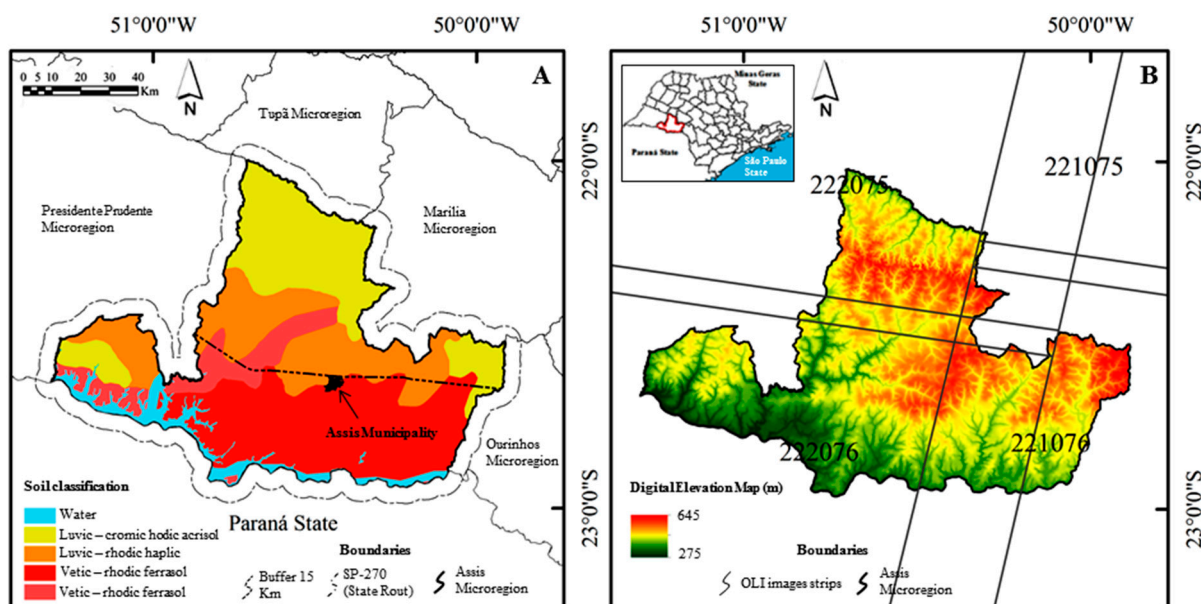 51°0'0"W
50°0'0"W
51°0'0"W
50°0'0"W
0 5 10 20 30 40
Km
N
A
Tupã Microregion
Presidente Prudente
Microregion
Marilia
Microregion
Assis Municipality
Ourinhos
Microregion
Paraná State
Soil classification
Water
Luvic – cromic hodic acrisol
Luvic – rhodic haplic
Vetic – rhodic ferrasol
Vetic – rhodic ferrasol
Boundaries
Buffer 15
Km
SP-270
(State Rout)
Assis
Microregion
22°0'0"S
23°0'0"S
B
Minas Gerais
State
Paraná State
São Paulo
State
N
222075
221075
222076
221076
Digital Elevation Map (m)
645
275
Boundaries
OLI images strips
Assis
Microregion
22°0'0"S
23°0'0"S